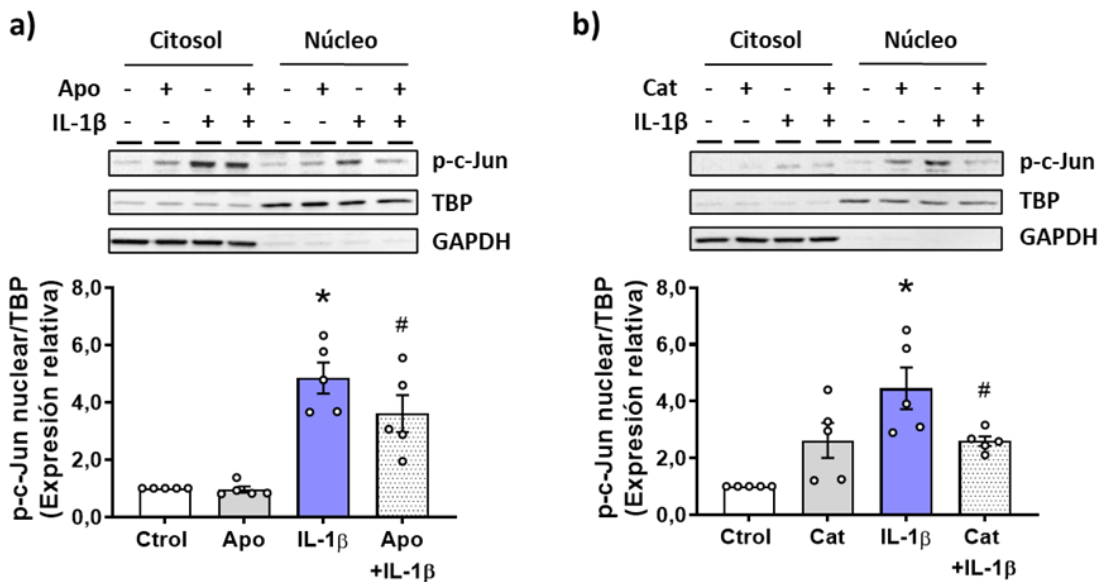 a)
Citosol Núcleo
Apo - + - + - + - +
IL-1β - - + + - - + +
p-c-Jun
TBP
GAPDH
p-c-Jun nuclear/TBP
(Expresión relativa)
8,0
6,0
4,0
2,0
0,0
* #
Ctrol Apo IL-1β Apo
+IL-1β
b)
Citosol Núcleo
Cat - + - + - + - +
IL-1β - - + + - - + +
p-c-Jun
TBP
GAPDH
p-c-Jun nuclear/TBP
(Expresión relativa)
8,0
6,0
4,0
2,0
0,0
* #
Ctrol Cat IL-1β Cat
+IL-1β